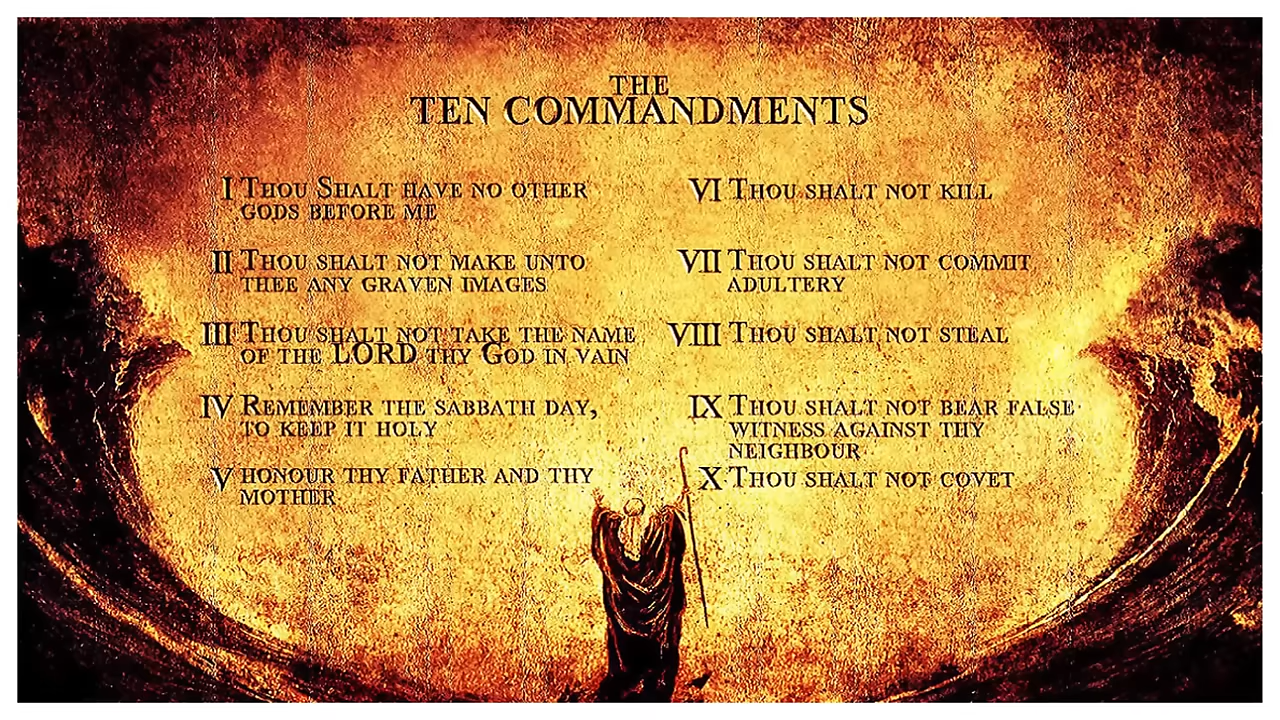 THE
TEN COMMANDMENTS
I THOU SHALT HAVE NO OTHER
GODS BEFORE ME
II THOU SHALT NOT MAKE UNTO
THEE ANY GRAVEN IMAGES
III THOU SHALT NOT TAKE THE NAME
OF THE LORD THY GOD IN VAIN
IV REMEMBER THE SABBATH DAY,
TO KEEP IT HOLY
V HONOUR THY FATHER AND THY
MOTHER
VI THOU SHALT NOT KILL
VII THOU SHALT NOT COMMIT
ADULTERY
VIII THOU SHALT NOT STEAL
IX THOU SHALT NOT BEAR FALSE
WITNESS AGAINST THY
NEIGHBOUR
X THOU SHALT NOT COVET